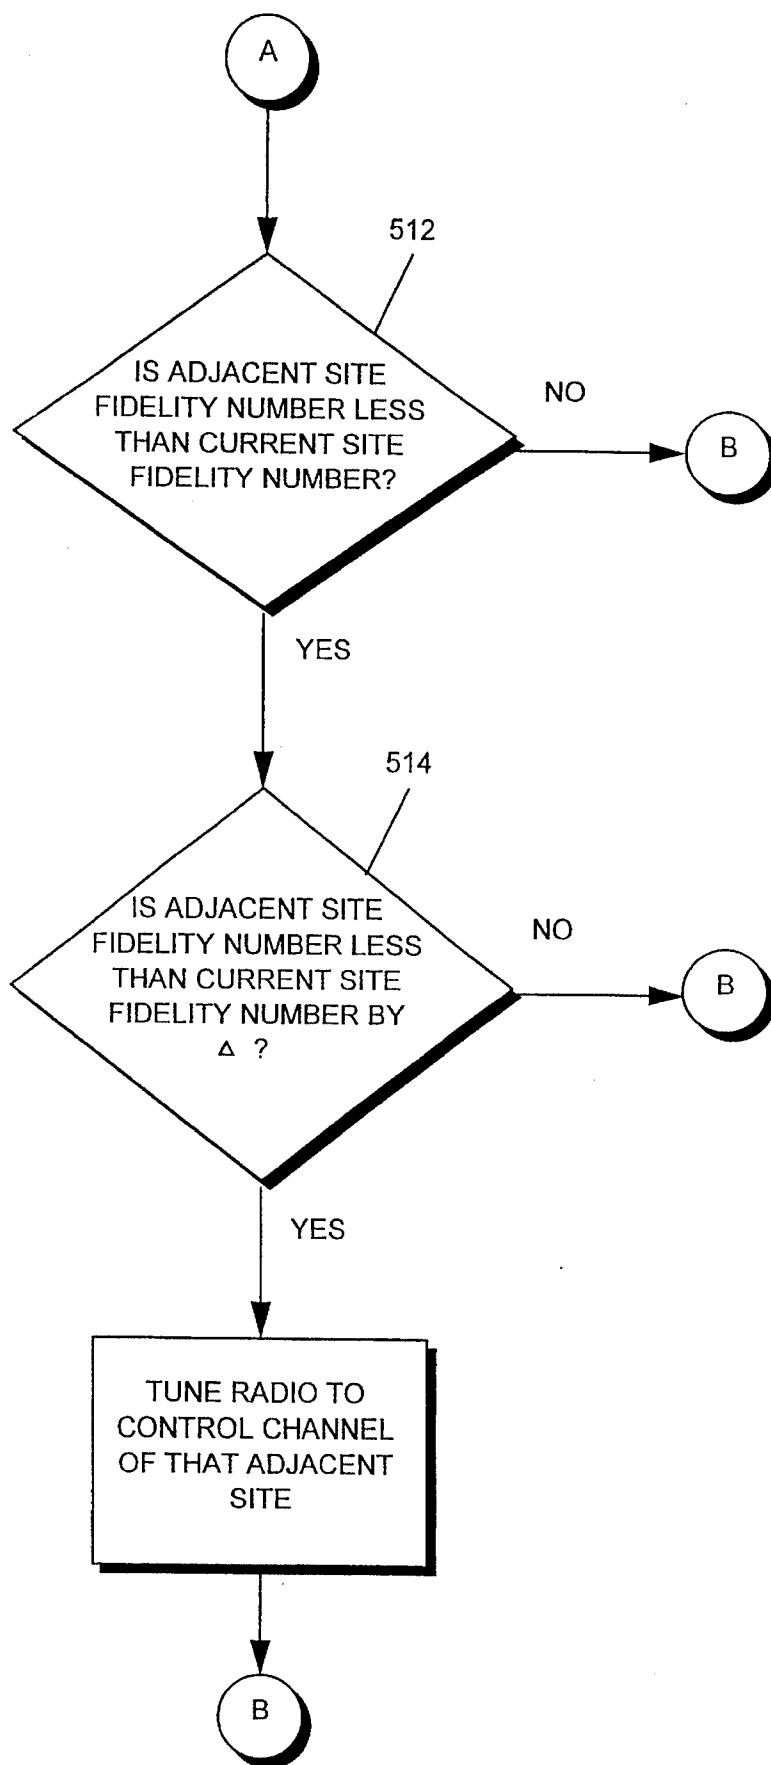 A
512
IS ADJACENT SITE
FIDELITY NUMBER LESS
THAN CURRENT SITE
FIDELITY NUMBER?
NO
B
YES
514
IS ADJACENT SITE
FIDELITY NUMBER LESS
THAN CURRENT SITE
FIDELITY NUMBER BY
Δ ?
NO
B
YES
TUNE RADIO TO
CONTROL CHANNEL
OF THAT ADJACENT
SITE
B